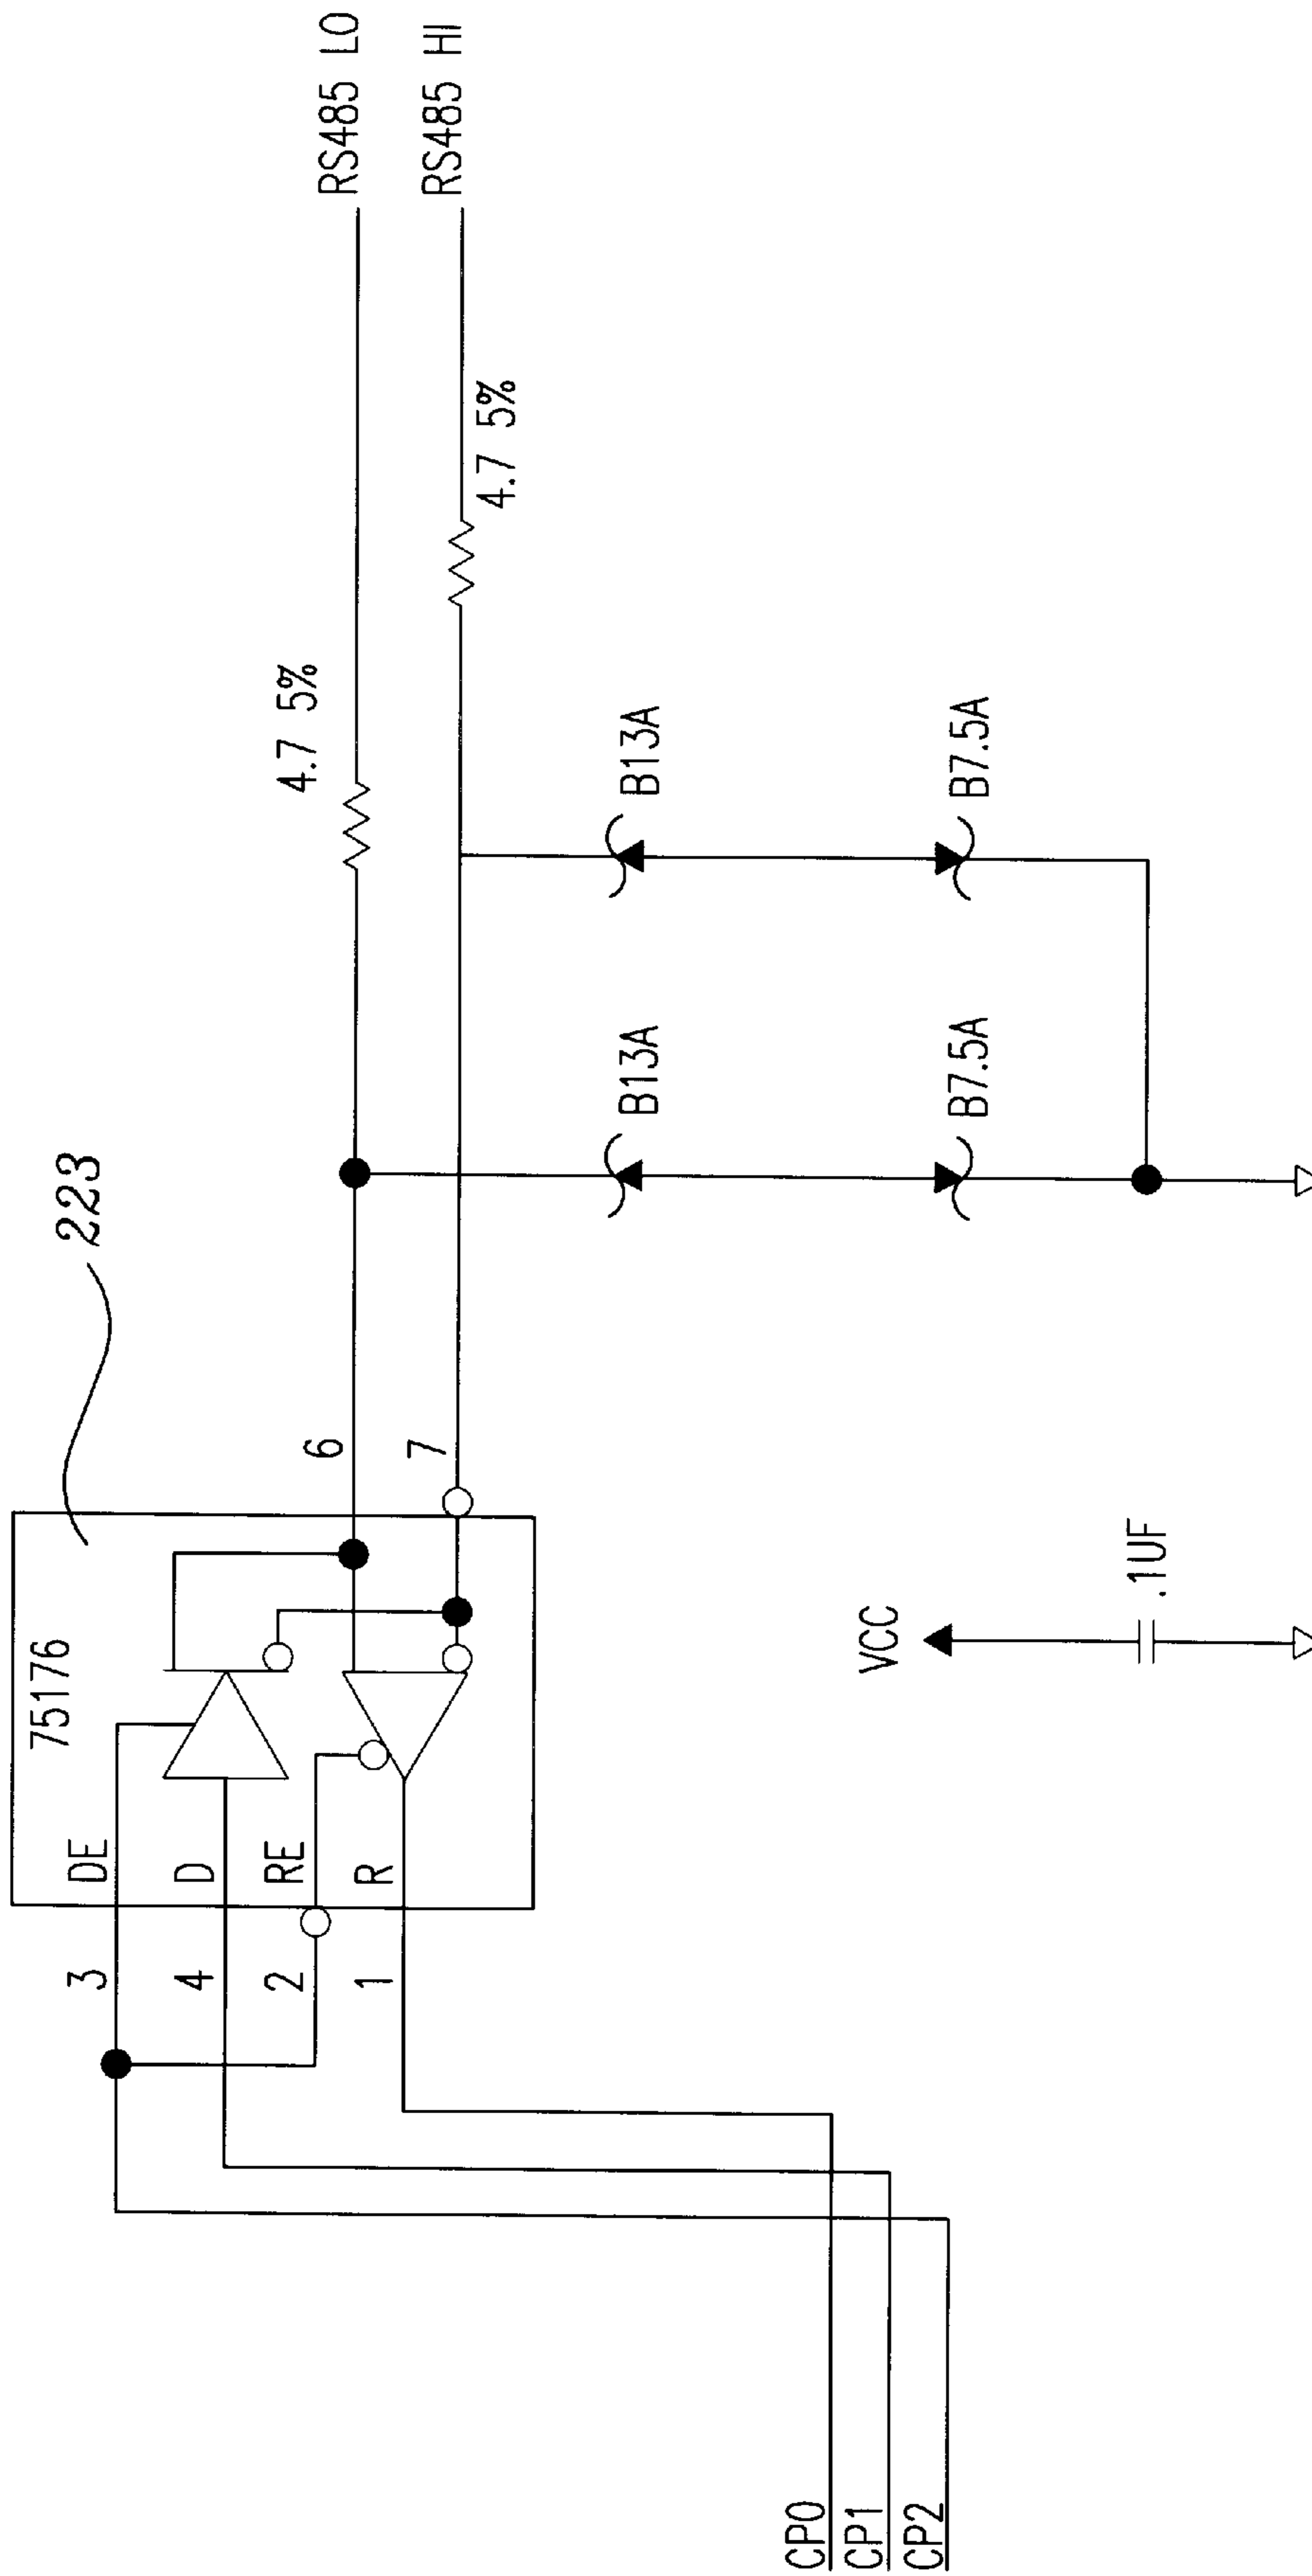 223
75176
3
DE
4
D
2
RE
1
R
6
7
4.7 5%
RS485 LO
4.7 5%
RS485 HI
B13A
B13A
B7.5A
B7.5A
CP0
CP1
CP2
VCC
.1UF